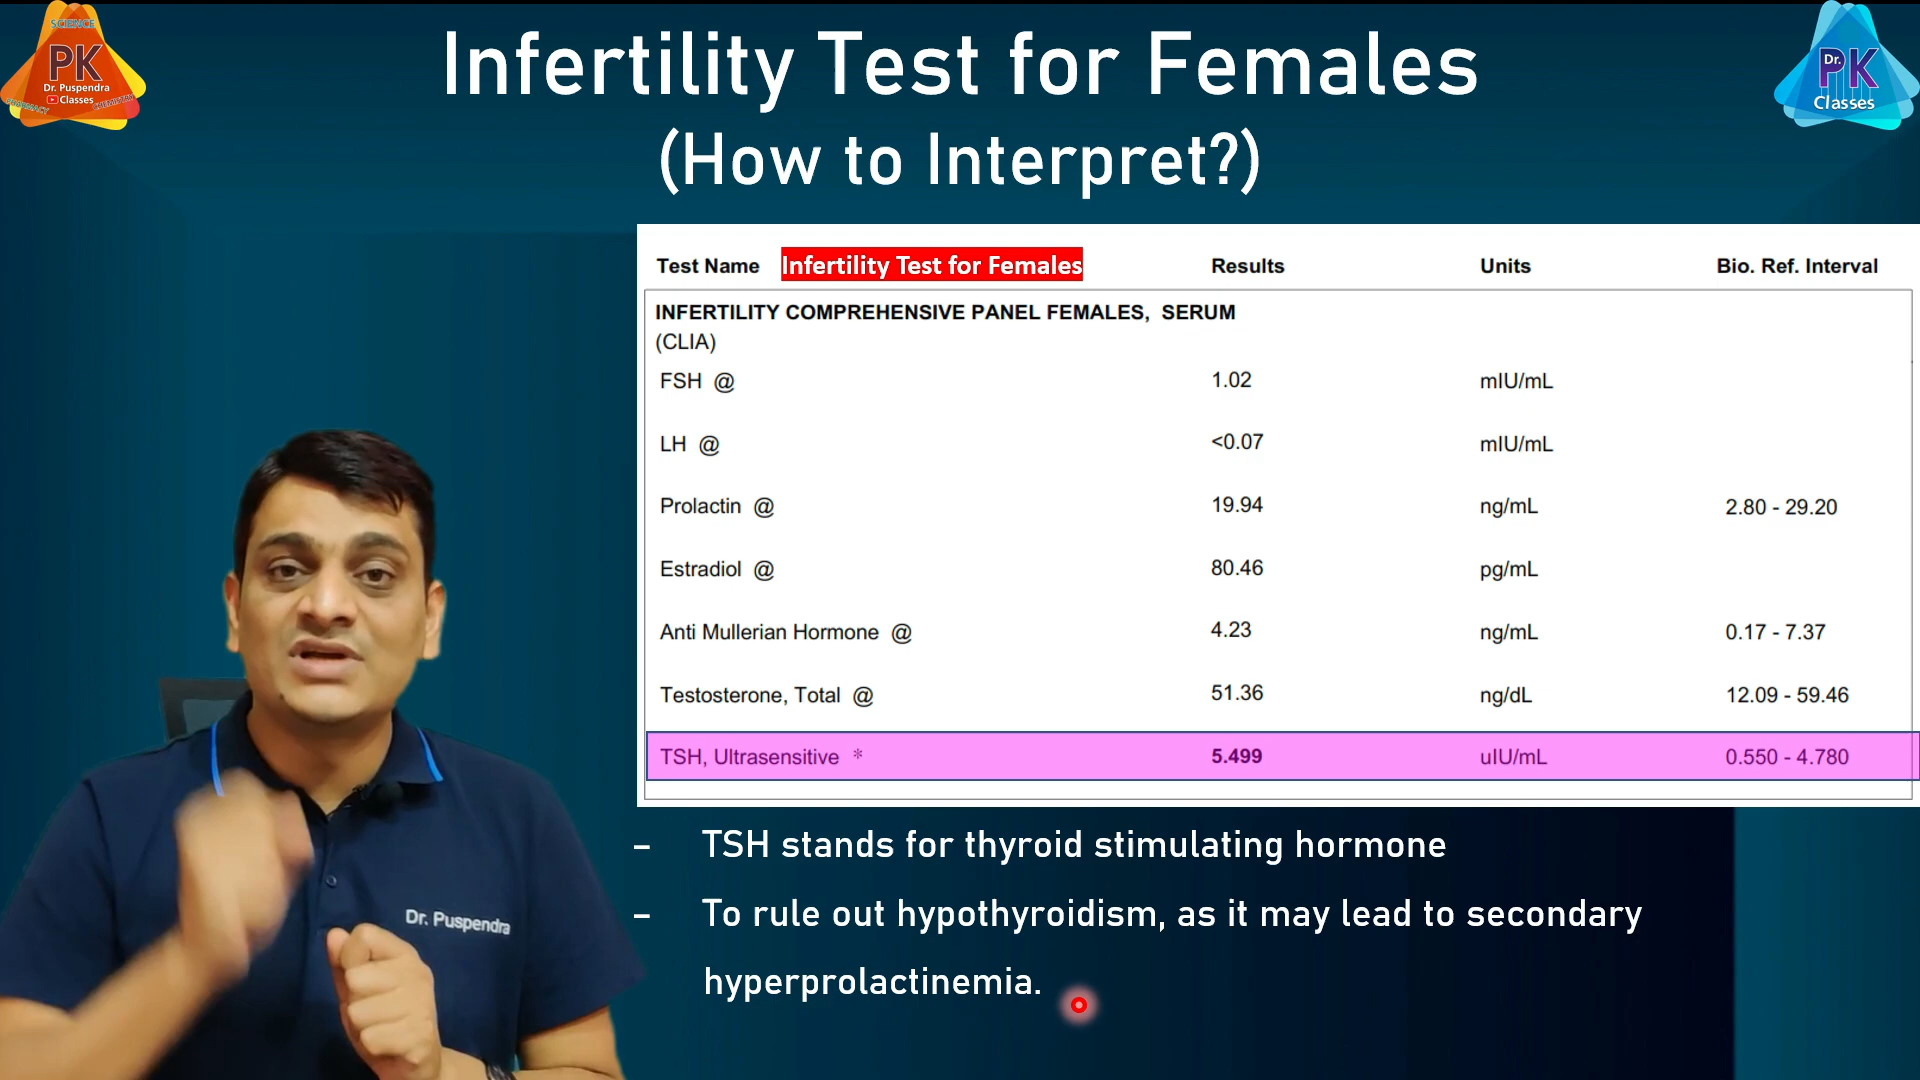 SCIENCE
PK
Dr. Puspendra
Classes
PHARMACY
CHEMISTRY
Infertility Test for Females
(How to Interpret?)
Dr.
PK
Classes
Test Name Infertility Test for Females Results Units Bio. Ref. Interval
INFERTILITY COMPREHENSIVE PANEL FEMALES, SERUM
(CLIA)
FSH @ 1.02 mIU/mL
LH @ <0.07 mIU/mL
Prolactin @ 19.94 ng/mL 2.80 - 29.20
Estradiol @ 80.46 pg/mL
Anti Mullerian Hormone @ 4.23 ng/mL 0.17 - 7.37
Testosterone, Total @ 51.36 ng/dL 12.09 - 59.46
TSH, Ultrasensitive * 5.499 uIU/mL 0.550 - 4.780
Dr. Puspendra
– TSH stands for thyroid stimulating hormone
– To rule out hypothyroidism, as it may lead to secondary
hyperprolactinemia.